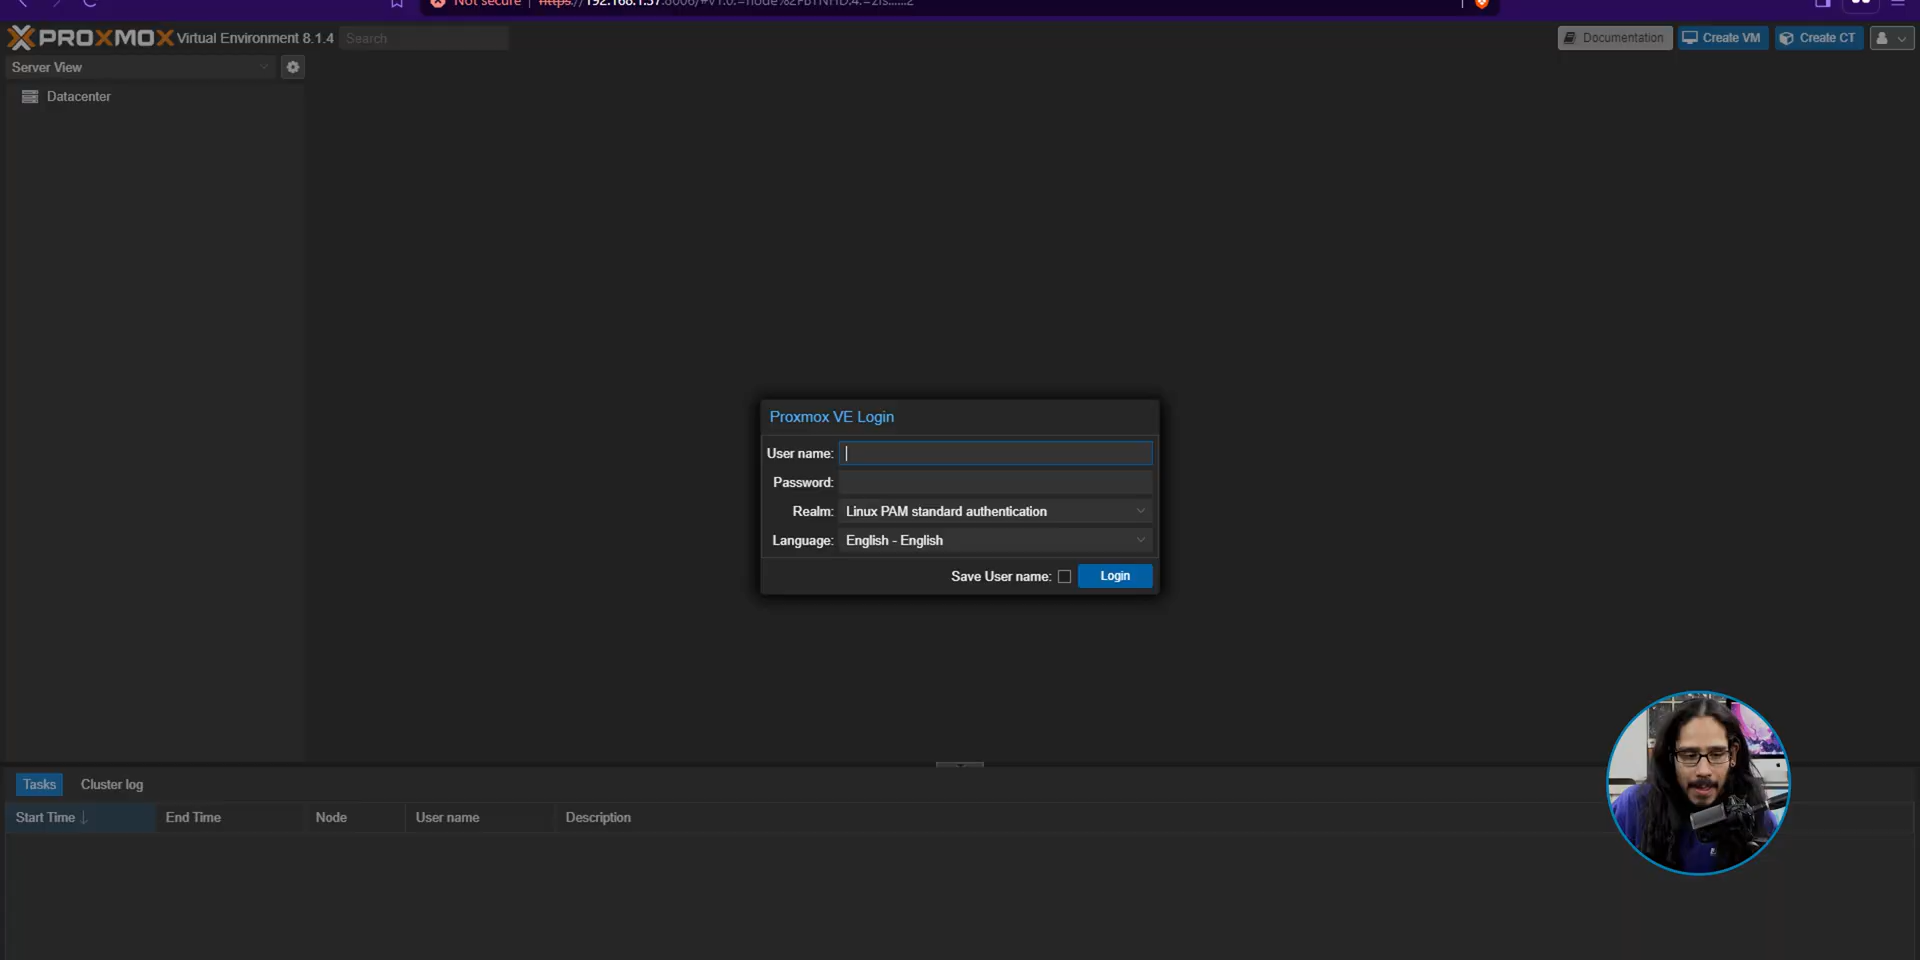 Not secure
PROXMOX Virtual Environment 8.1.4
Search
Documentation
Create VM
Create CT
Server View
Datacenter
Proxmox VE Login
User name:
Password:
Realm: Linux PAM standard authentication
Language: English - English
Save User name:
Login
Tasks
Cluster log
Start Time
End Time
Node
User name
Description